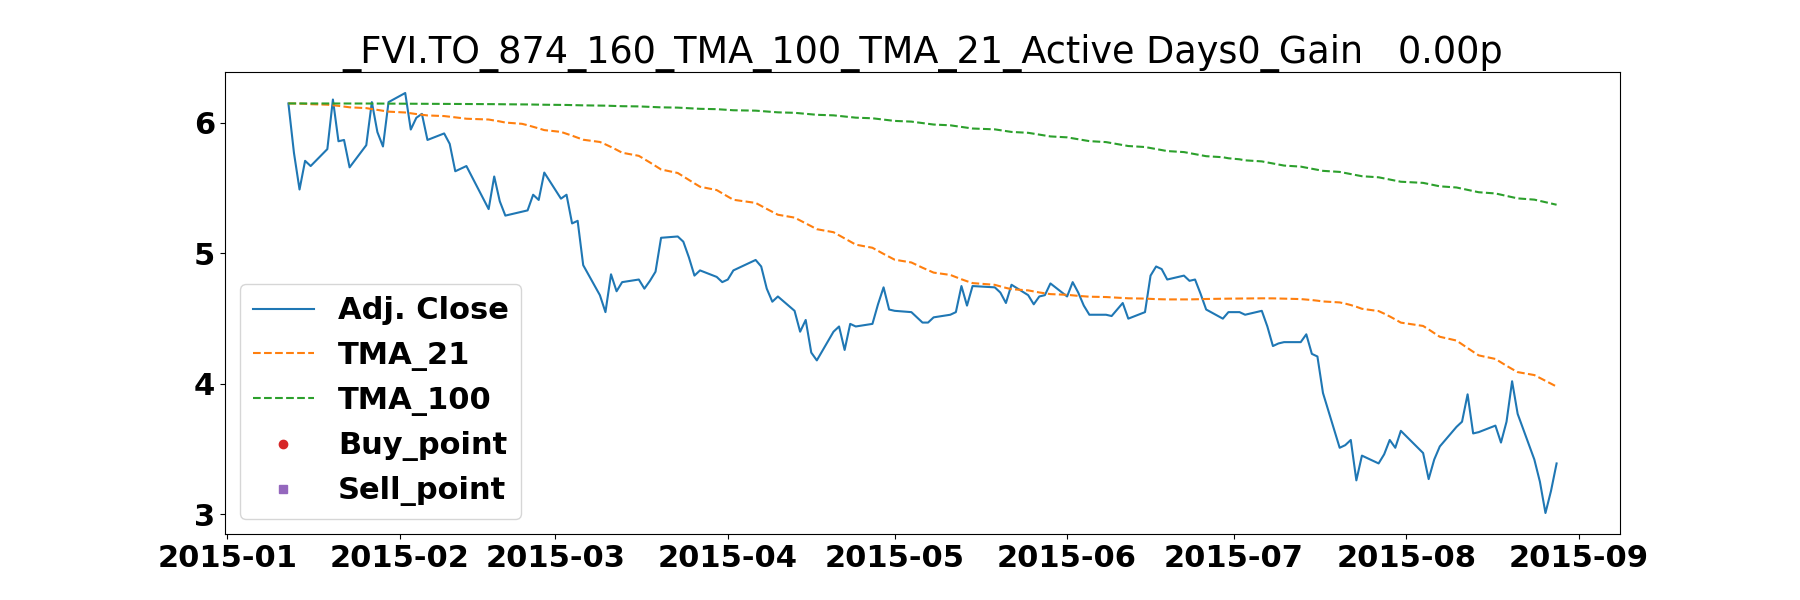 _FVI.TO_874_160_TMA_100_TMA_21_Active Days0_Gain   0.00p
6
5
4
3
Adj. Close
TMA_21
TMA_100
Buy_point
Sell_point
2015-01 2015-02 2015-03 2015-04 2015-05 2015-06 2015-07 2015-08 2015-09